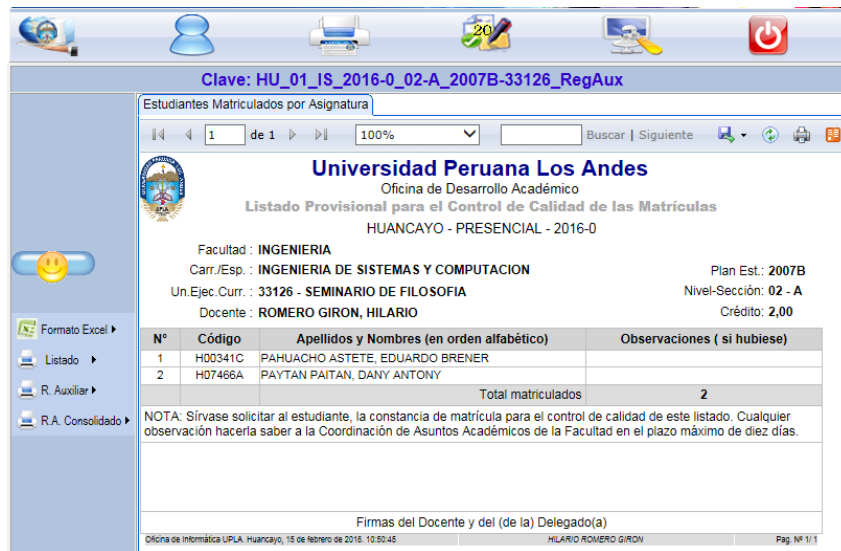 20
Clave: HU_01_IS_2016-0_02-A_2007B-33126_RegAux
Estudiantes Matriculados por Asignatura
1 de 1 100% Buscar | Siguiente
Universidad Peruana Los Andes
Oficina de Desarrollo Académico
Listado Provisional para el Control de Calidad de las Matrículas
HUANCAYO - PRESENCIAL - 2016-0
UPLA
Facultad : INGENIERIA
Carr./Esp. : INGENIERIA DE SISTEMAS Y COMPUTACION Plan Est.: 2007B
Un.Ejec.Curr. : 33126 - SEMINARIO DE FILOSOFIA Nivel-Sección: 02 - A
Docente : ROMERO GIRON, HILARIO Crédito: 2,00
Formato Excel
Listado
R. Auxiliar
R.A. Consolidado
N° Código Apellidos y Nombres (en orden alfabético) Observaciones ( si hubiese)
1 H00341C PAHUACHO ASTETE, EDUARDO BRENER
2 H07466A PAYTAN PAITAN, DANY ANTONY
Total matriculados 2
NOTA: Sírvase solicitar al estudiante, la constancia de matrícula para el control de calidad de este listado. Cualquier
observación hacerla saber a la Coordinación de Asuntos Académicos de la Facultad en el plazo máximo de diez días.
Firmas del Docente y del (de la) Delegado(a)
Oficina de Informática UPLA. Huancayo, 15 de febrero de 2016. 10:50:45 HILARIO ROMERO GIRON Pag. Nº 1/ 1